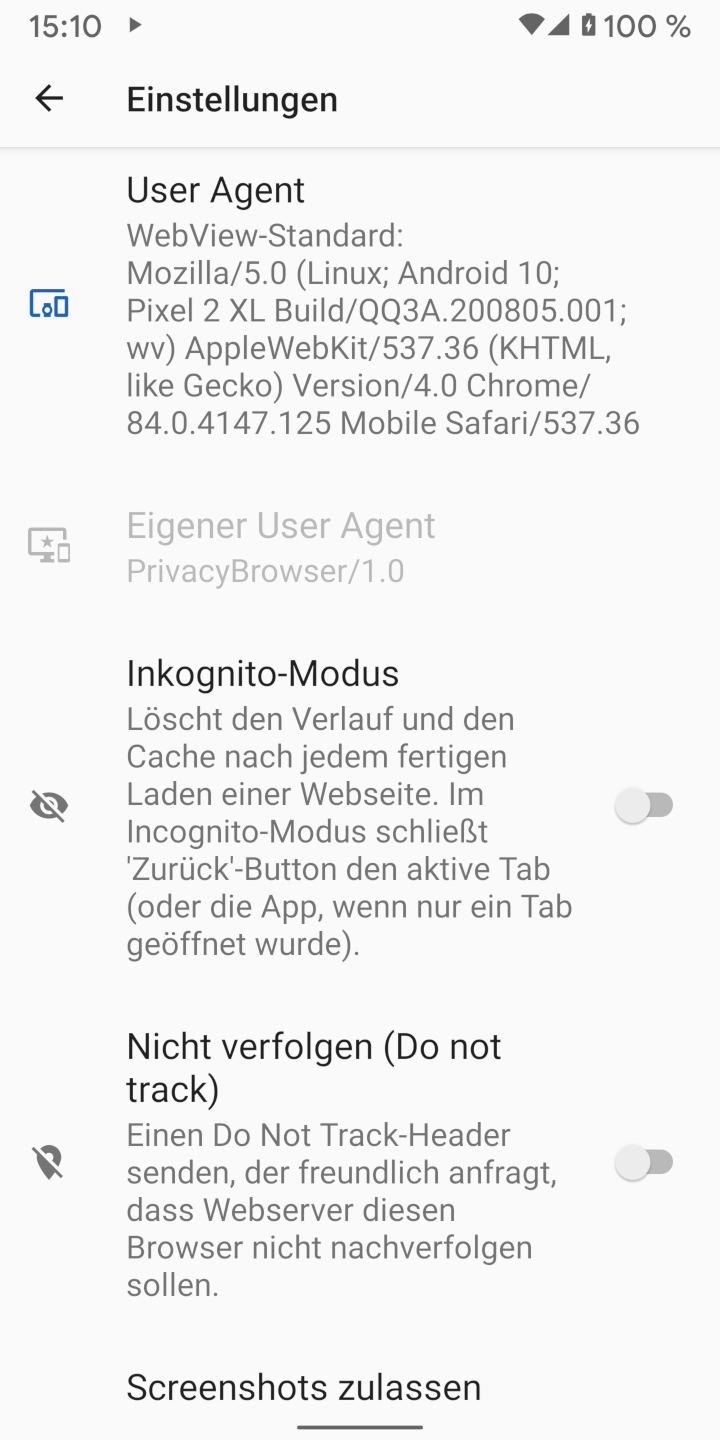 15:10
100 %
Einstellungen
User Agent
WebView-Standard:
Mozilla/5.0 (Linux; Android 10;
Pixel 2 XL Build/QQ3A.200805.001;
wv) AppleWebKit/537.36 (KHTML,
like Gecko) Version/4.0 Chrome/
84.0.4147.125 Mobile Safari/537.36
Eigener User Agent
PrivacyBrowser/1.0
Inkognito-Modus
Löscht den Verlauf und den
Cache nach jedem fertigen
Laden einer Webseite. Im
Incognito-Modus schließt
'Zurück'-Button den aktive Tab
(oder die App, wenn nur ein Tab
geöffnet wurde).
Nicht verfolgen (Do not
track)
Einen Do Not Track-Header
senden, der freundlich anfragt,
dass Webserver diesen
Browser nicht nachverfolgen
sollen.
Screenshots zulassen